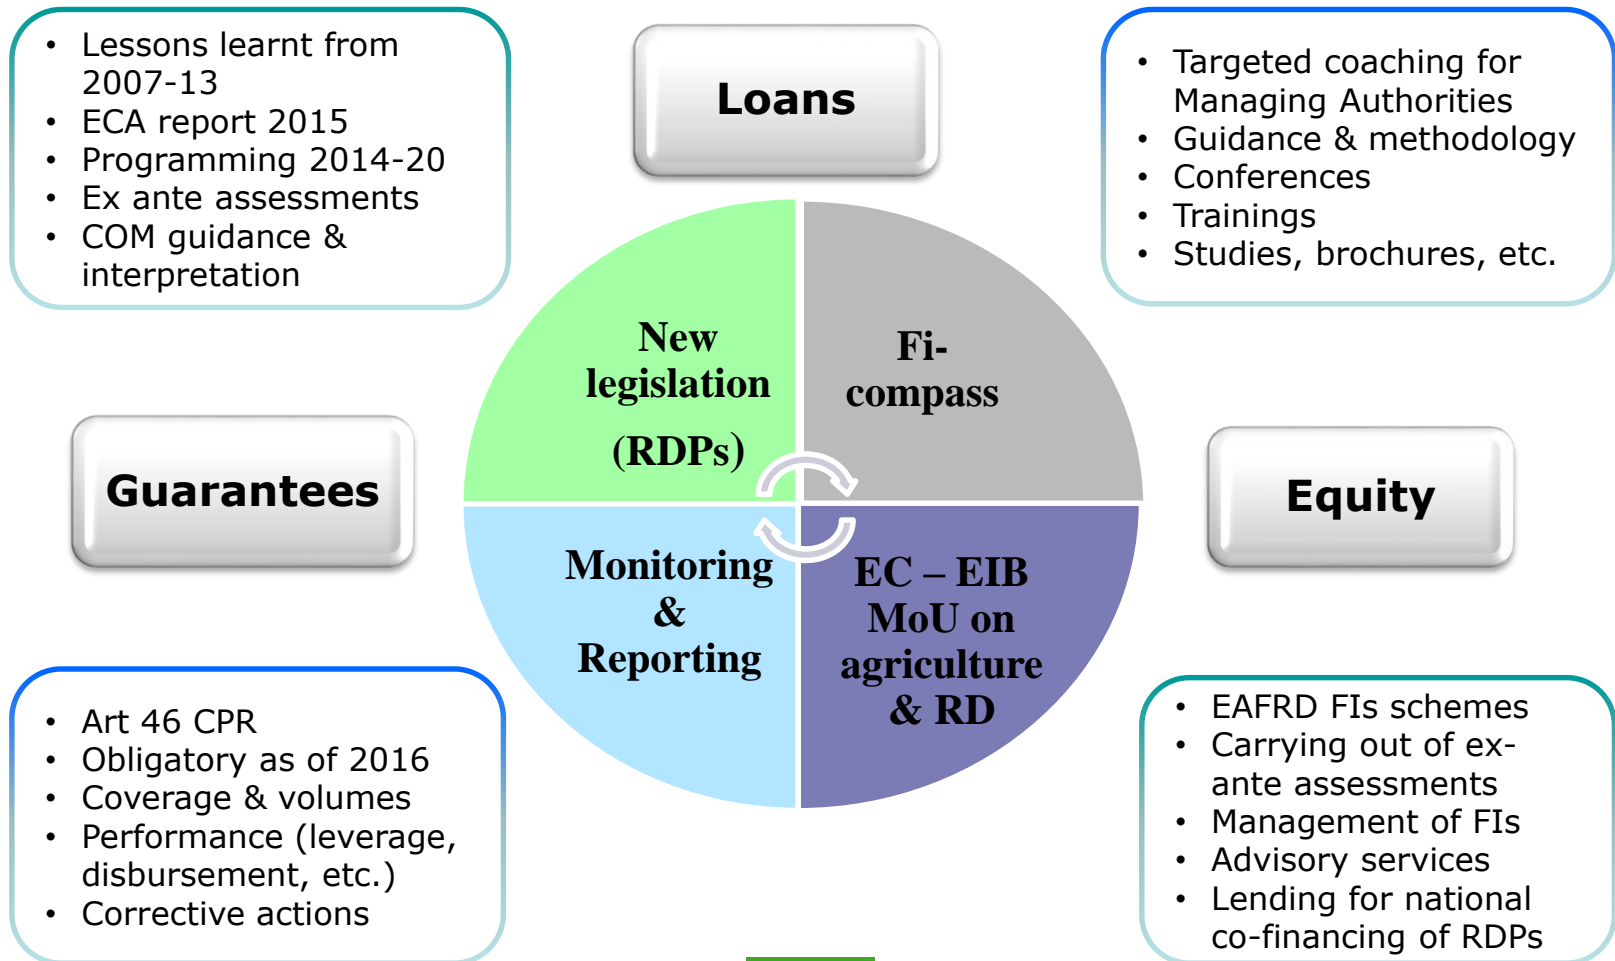 • Lessons learnt from
2007-13
• ECA report 2015
• Programming 2014-20
• Ex ante assessments
• COM guidance &
interpretation
Loans
• Targeted coaching for
Managing Authorities
• Guidance & methodology
• Conferences
• Trainings
• Studies, brochures, etc.
New
legislation
(RDPs)
Fi-
compass
Guarantees
Equity
Monitoring
&
Reporting
EC – EIB
MoU on
agriculture
& RD
• Art 46 CPR
• Obligatory as of 2016
• Coverage & volumes
• Performance (leverage,
disbursement, etc.)
• Corrective actions
• EAFRD FIs schemes
• Carrying out of ex-
ante assessments
• Management of FIs
• Advisory services
• Lending for national
co-financing of RDPs